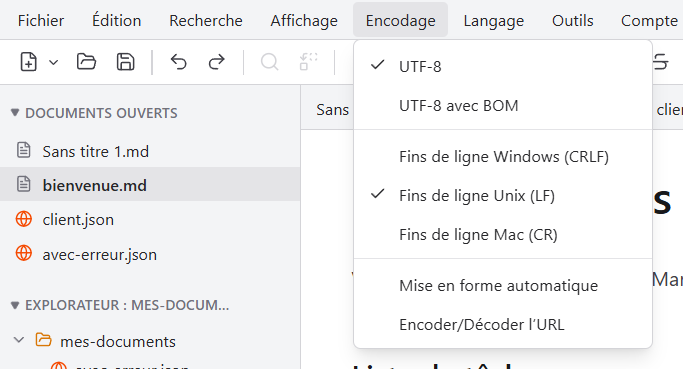 Fichier Édition Recherche Affichage Encodage Langage Outils Compte
DOCUMENTS OUVERTS
Sans titre 1.md
bienvenue.md
client.json
avec-erreur.json
EXPLORATEUR : MES-DOCUM...
mes-documents
avec-erreur.json
Sans
clien
UTF-8
UTF-8 avec BOM
Fins de ligne Windows (CRLF)
Fins de ligne Unix (LF)
Fins de ligne Mac (CR)
Mise en forme automatique
Encoder/Décoder l'URL
s
Mar